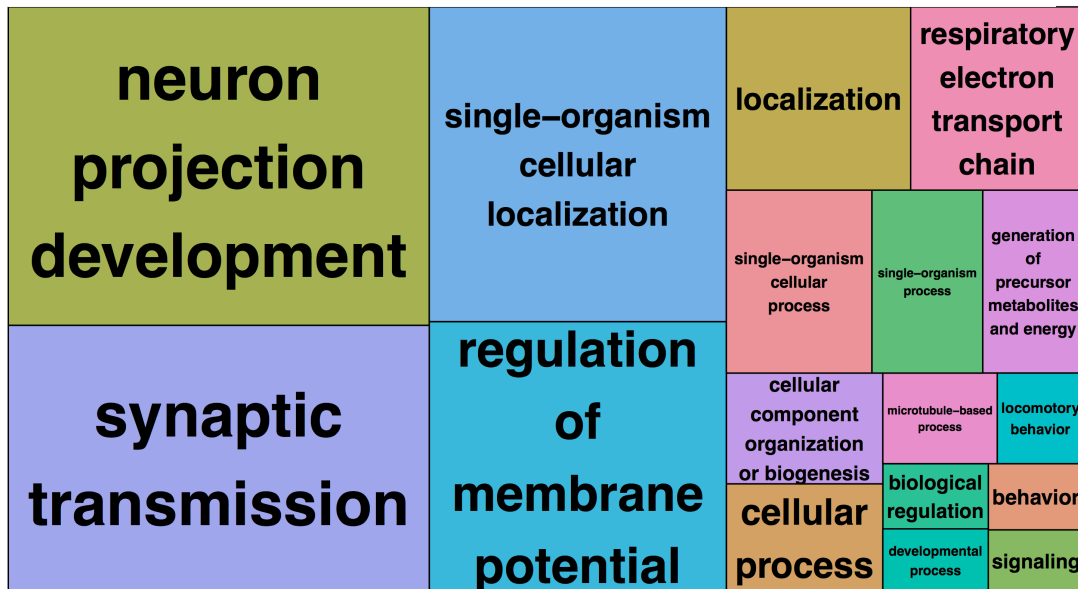 neuron
projection
development
synaptic
transmission
single−organism
cellular
localization
regulation
of
membrane
potential
localization
respiratory
electron
transport
chain
single−organism
cellular
process
single−organism
process
generation
of
precursor
metabolites
and energy
cellular
component
organization
or biogenesis
microtubule−based
process
locomotory
behavior
cellular
process
biological
regulation
behavior
developmental
process
signaling